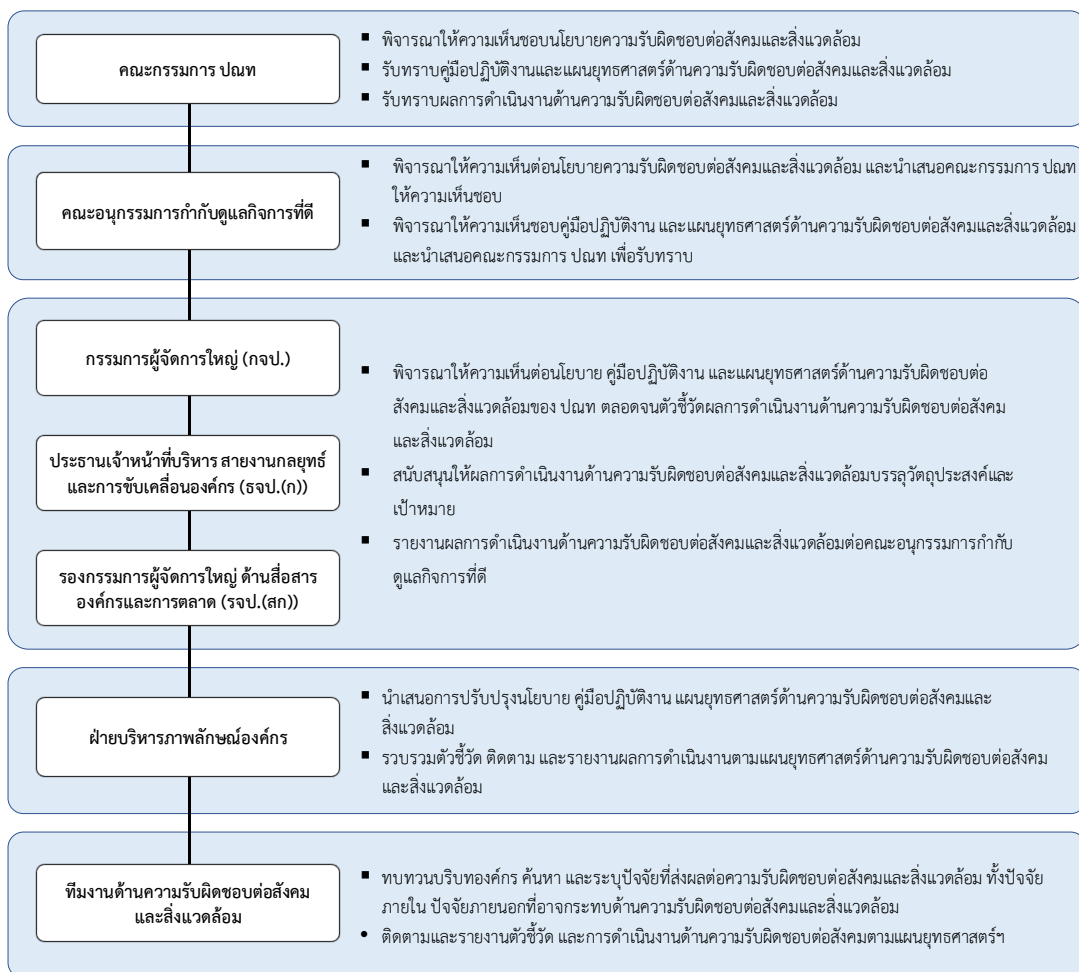 คณะกรรมการ ปณท
▪ พิจารณาให้ความเห็นชอบนโยบายความรับผิดชอบต่อสังคมและสิ่งแวดล้อม
▪ รับทราบคู่มือปฏิบัติงานและแผนยุทธศาสตร์ด้านความรับผิดชอบต่อสังคมและสิ่งแวดล้อม
▪ รับทราบผลการดำเนินงานด้านความรับผิดชอบต่อสังคมและสิ่งแวดล้อม
คณะอนุกรรมการกำกับดูแลกิจการที่ดี
▪ พิจารณาให้ความเห็นต่อนโยบายความรับผิดชอบต่อสังคมและสิ่งแวดล้อม และนำเสนอคณะกรรมการ ปณท
ให้ความเห็นชอบ
▪ พิจารณาให้ความเห็นชอบคู่มือปฏิบัติงาน และแผนยุทธศาสตร์ด้านความรับผิดชอบต่อสังคมและสิ่งแวดล้อม
และนำเสนอคณะกรรมการ ปณท เพื่อรับทราบ
กรรมการผู้จัดการใหญ่ (กจป.)
ประธานเจ้าหน้าที่บริหาร สายงานกลยุทธ์
และการขับเคลื่อนองค์กร (ธจป.(ก))
รองกรรมการผู้จัดการใหญ่ ด้านสื่อสาร
องค์กรและการตลาด (รจป.(สก))
▪ พิจารณาให้ความเห็นต่อนโยบาย คู่มือปฏิบัติงาน และแผนยุทธศาสตร์ด้านความรับผิดชอบต่อ
สังคมและสิ่งแวดล้อมของ ปณท ตลอดจนตัวชี้วัดผลการดำเนินงานด้านความรับผิดชอบต่อสังคม
และสิ่งแวดล้อม
▪ สนับสนุนให้ผลการดำเนินงานด้านความรับผิดชอบต่อสังคมและสิ่งแวดล้อมบรรลุวัตถุประสงค์และ
เป้าหมาย
▪ รายงานผลการดำเนินงานด้านความรับผิดชอบต่อสังคมและสิ่งแวดล้อมต่อคณะอนุกรรมการกำกับ
ดูแลกิจการที่ดี
ฝ่ายบริหารภาพลักษณ์องค์กร
▪ นำเสนอการปรับปรุงนโยบาย คู่มือปฏิบัติงาน แผนยุทธศาสตร์ด้านความรับผิดชอบต่อสังคมและ
สิ่งแวดล้อม
▪ รวบรวมตัวชี้วัด ติดตาม และรายงานผลการดำเนินงานตามแผนยุทธศาสตร์ด้านความรับผิดชอบต่อสังคม
และสิ่งแวดล้อม
ทีมงานด้านความรับผิดชอบต่อสังคม
และสิ่งแวดล้อม
▪ ทบทวนบริบทองค์กร ค้นหา และระบุปัจจัยที่ส่งผลต่อความรับผิดชอบต่อสังคมและสิ่งแวดล้อม ทั้งปัจจัย
ภายใน ปัจจัยภายนอกที่อาจกระทบด้านความรับผิดชอบต่อสังคมและสิ่งแวดล้อม
• ติดตามและรายงานตัวชี้วัด และการดำเนินงานด้านความรับผิดชอบต่อสังคมตามแผนยุทธศาสตร์ฯ